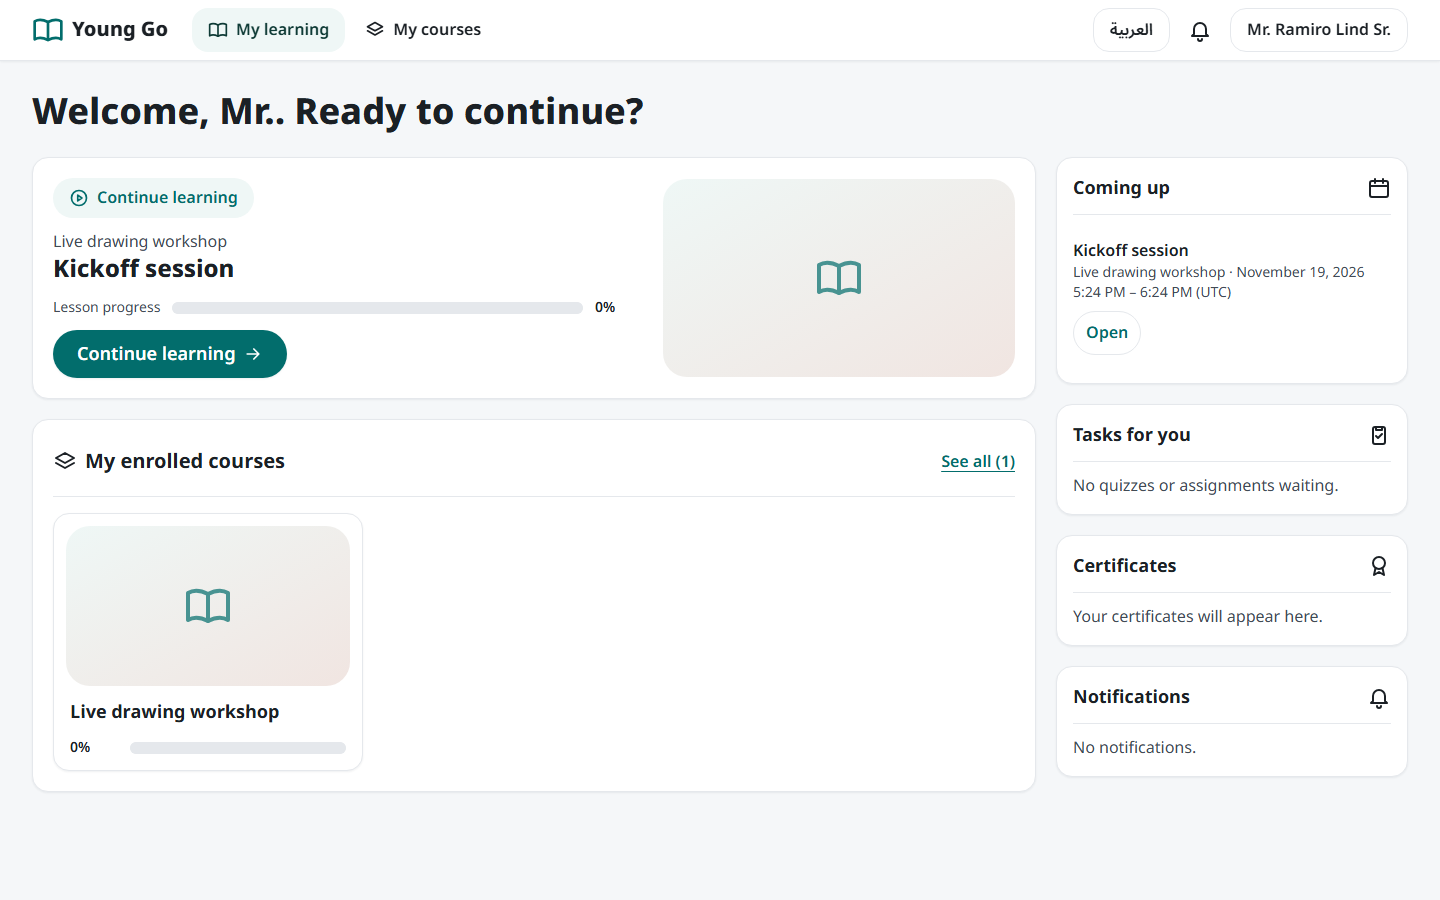 Young Go
My learning
My courses
العربية
Mr. Ramiro Lind Sr.
Welcome, Mr.. Ready to continue?
Continue learning
Live drawing workshop
Kickoff session
Lesson progress 0%
Continue learning
My enrolled courses
See all (1)
Live drawing workshop
0%
Coming up
Kickoff session
Live drawing workshop · November 19, 2026
5:24 PM – 6:24 PM (UTC)
Open
Tasks for you
No quizzes or assignments waiting.
Certificates
Your certificates will appear here.
Notifications
No notifications.